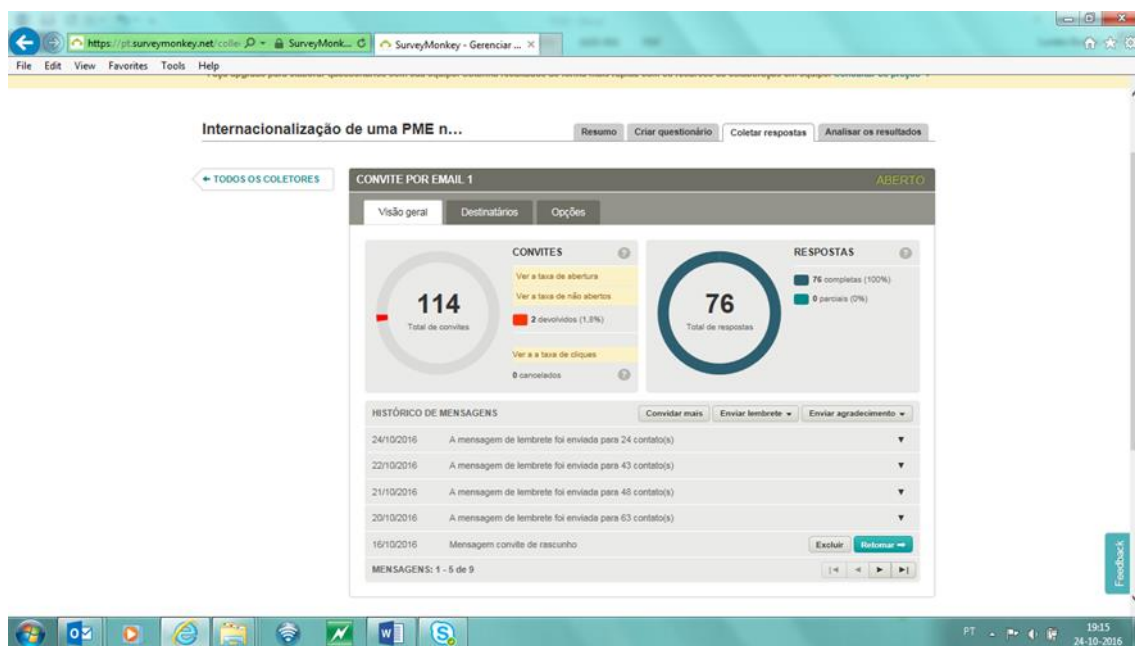 https://pt.surveymonkey.net/colle
SurveyMonk...
SurveyMonkey - Gerenciar ...
File Edit View Favorites Tools Help
Internacionalização de uma PME n...
Resumo
Criar questionário
Coletar respostas
Analisar os resultados
← TODOS OS COLETORES
CONVITE POR EMAIL 1
ABERTO
Visão geral
Destinatários
Opções
CONVITES
Ver a taxa de abertura
Ver a taxa de não abertos
2 devolvidos (1,8%)
Ver a a taxa de cliques
0 cancelados
114
Total de convites
RESPOSTAS
76 completas (100%)
0 parciais (0%)
76
Total de respostas
HISTÓRICO DE MENSAGENS
Convidar mais
Enviar lembrete
Enviar agradecimento
24/10/2016 A mensagem de lembrete foi enviada para 24 contato(s)
22/10/2016 A mensagem de lembrete foi enviada para 43 contato(s)
21/10/2016 A mensagem de lembrete foi enviada para 48 contato(s)
20/10/2016 A mensagem de lembrete foi enviada para 63 contato(s)
16/10/2016 Mensagem convite de rascunho
Excluir
Retomar
MENSAGENS: 1 - 5 de 9
Feedback
PT
19:15
24-10-2016